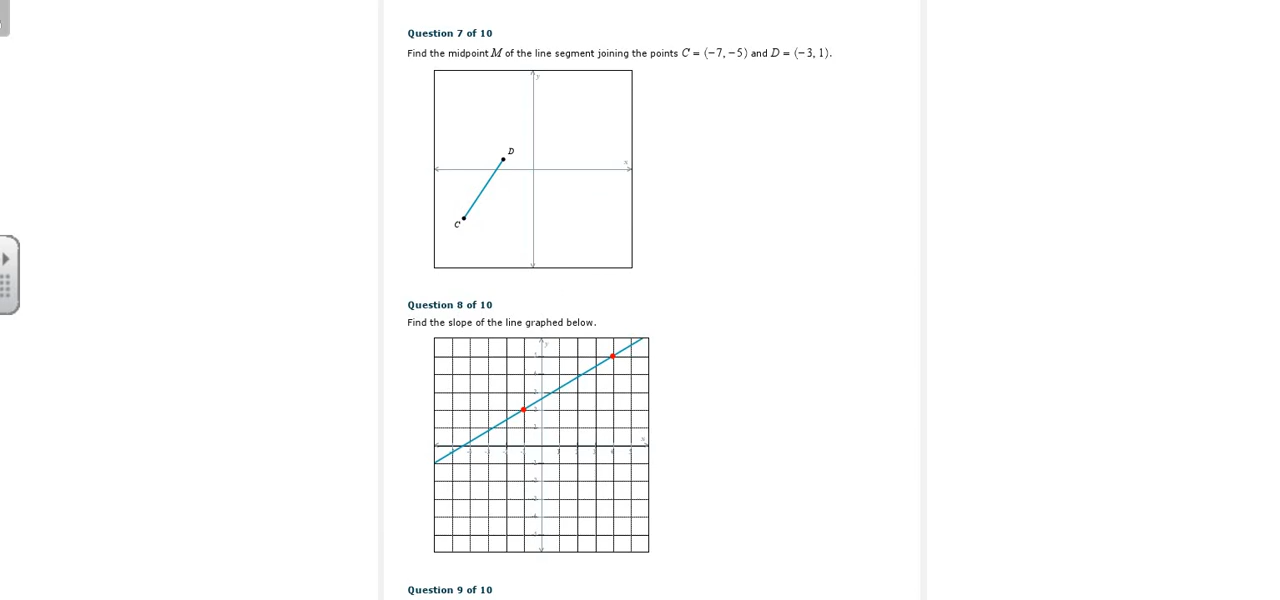 Question 7 of 10
Find the midpoint M of the line segment joining the points C = (−7, −5) and D = (−3, 1).
y
D
x
C
Question 8 of 10
Find the slope of the line graphed below.
y
x
Question 9 of 10